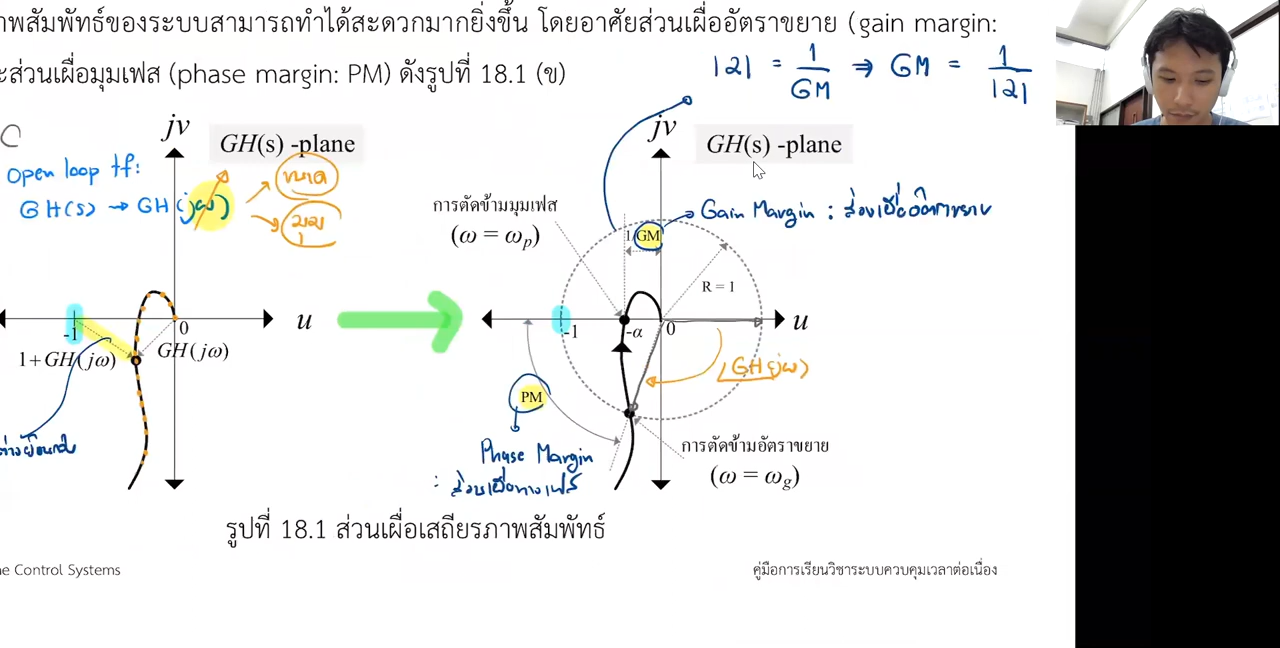 าพสัมพัทธ์ของระบบสามารถทำได้สะดวกมากยิ่งขึ้น โดยอาศัยส่วนเผื่ออัตราขยาย (gain margin:
ะส่วนเผื่อมุมเฟส (phase margin: PM) ดังรูปที่ 18.1 (ข)
|z| = 1/GM ⇒ GM = 1/|z|
jv
GH(s) -plane
Open loop tf:
GH(s) → GH(jω)
ขนาด
มุม
-1
0
u
1+GH(jω)
GH(jω)
jv
GH(s) -plane
การตัดข้ามมุมเฟส
(ω = ωp)
1/GM
Gain Margin : ส่วนเผื่ออัตราขยาย
R = 1
-1
-α
0
u
∠GH(jω)
PM
Phase Margin
: ส่วนเผื่อทางเฟส
การตัดข้ามอัตราขยาย
(ω = ωg)
รูปที่ 18.1 ส่วนเผื่อเสถียรภาพสัมพัทธ์
e Control Systems
คู่มือการเรียนวิชาระบบควบคุมเวลาต่อเนื่อง